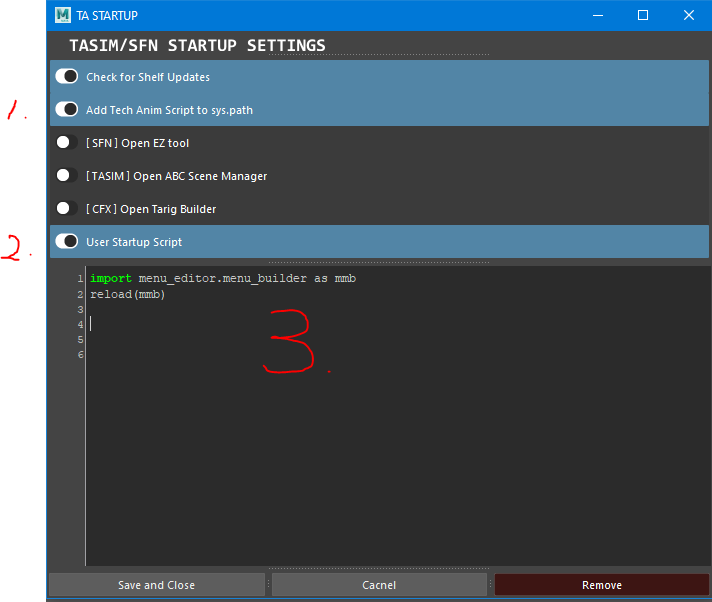 TA STARTUP
TASIM/SFN STARTUP SETTINGS
Check for Shelf Updates
1. Add Tech Anim Script to sys.path
[ SFN ] Open EZ tool
[ TASIM ] Open ABC Scene Manager
[ CFX ] Open Tarig Builder
2. User Startup Script
1 import menu_editor.menu_builder as mmb
2 reload(mmb)
3
4
5
6
3.
Save and Close Cacnel Remove